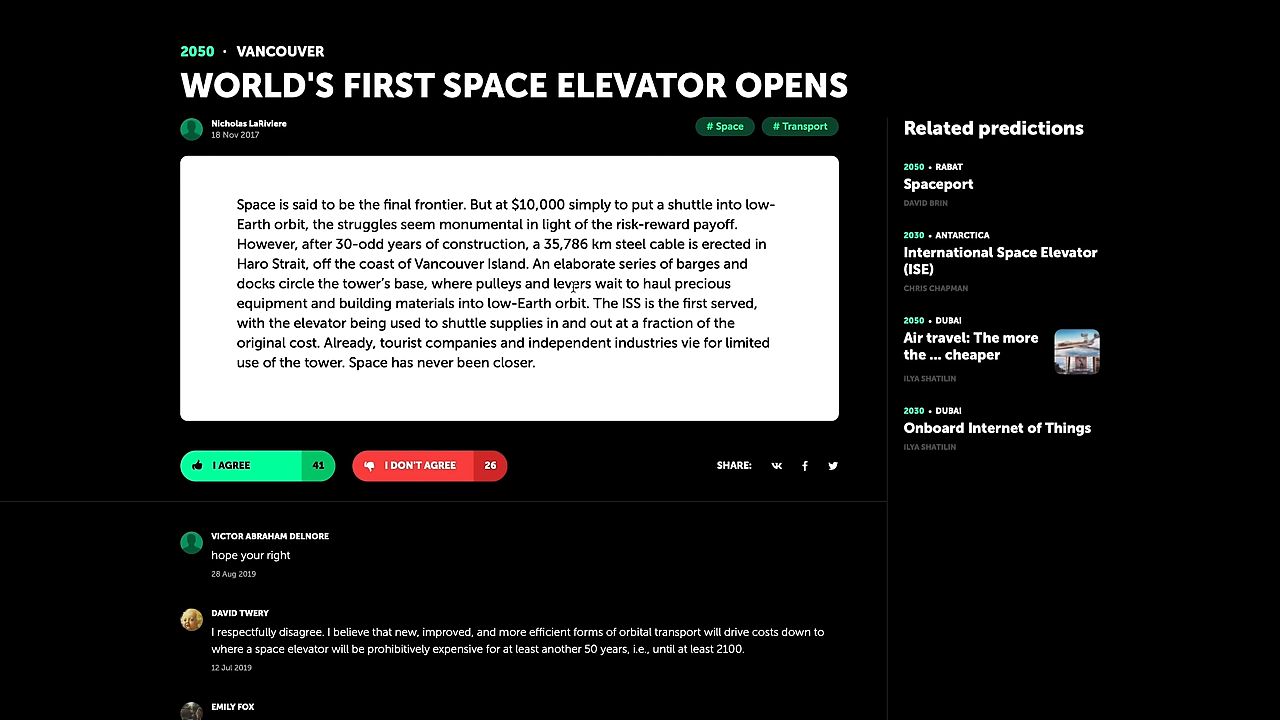 2050 · VANCOUVER
WORLD'S FIRST SPACE ELEVATOR OPENS
Nicholas LaRiviere
18 Nov 2017
# Space
# Transport
Space is said to be the final frontier. But at $10,000 simply to put a shuttle into low-
Earth orbit, the struggles seem monumental in light of the risk-reward payoff.
However, after 30-odd years of construction, a 35,786 km steel cable is erected in
Haro Strait, off the coast of Vancouver Island. An elaborate series of barges and
docks circle the tower's base, where pulleys and levers wait to haul precious
equipment and building materials into low-Earth orbit. The ISS is the first served,
with the elevator being used to shuttle supplies in and out at a fraction of the
original cost. Already, tourist companies and independent industries vie for limited
use of the tower. Space has never been closer.
I AGREE 41
I DON'T AGREE 26
SHARE:
VICTOR ABRAHAM DELNORE
hope your right
28 Aug 2019
DAVID TWERY
I respectfully disagree. I believe that new, improved, and more efficient forms of orbital transport will drive costs down to
where a space elevator will be prohibitively expensive for at least another 50 years, i.e., until at least 2100.
12 Jul 2019
EMILY FOX
Related predictions
2050 • RABAT
Spaceport
DAVID BRIN
2030 • ANTARCTICA
International Space Elevator
(ISE)
CHRIS CHAPMAN
2050 • DUBAI
Air travel: The more
the ... cheaper
ILYA SHATILIN
2030 • DUBAI
Onboard Internet of Things
ILYA SHATILIN